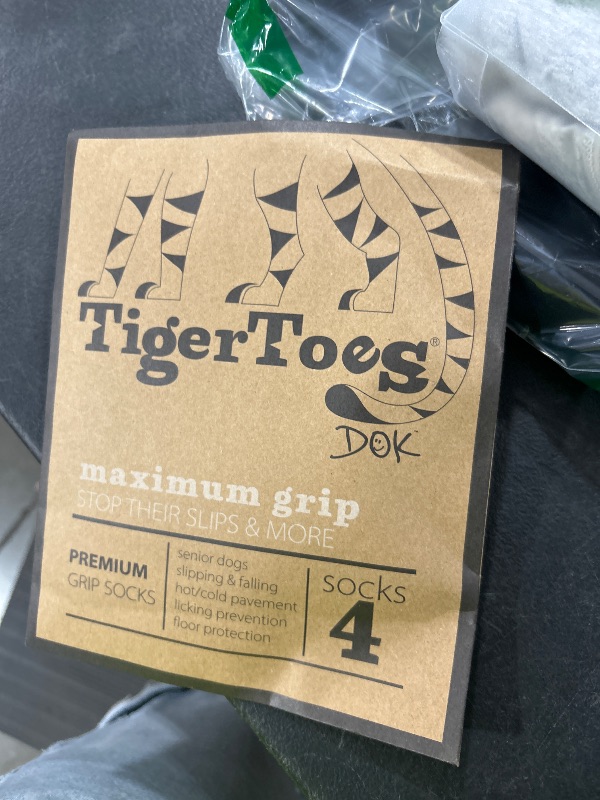 TigerToes®
DOK™
maximum grip
STOP THEIR SLIPS & MORE
PREMIUM
GRIP SOCKS
senior dogs
slipping & falling
hot/cold pavement
licking prevention
floor protection
SOCKS
4